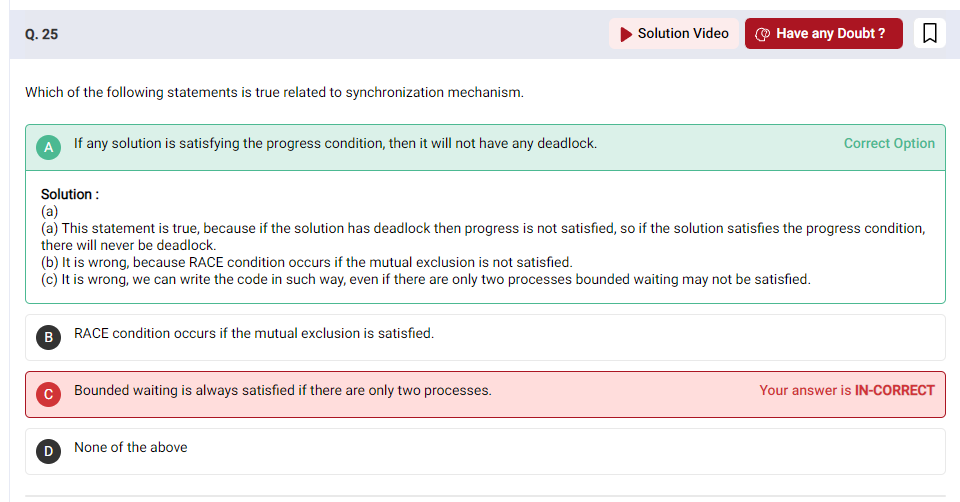 Q. 25
Solution Video
Have any Doubt ?
Which of the following statements is true related to synchronization mechanism.
A
If any solution is satisfying the progress condition, then it will not have any deadlock.
Correct Option
Solution :
(a)
(a) This statement is true, because if the solution has deadlock then progress is not satisfied, so if the solution satisfies the progress condition,
there will never be deadlock.
(b) It is wrong, because RACE condition occurs if the mutual exclusion is not satisfied.
(c) It is wrong, we can write the code in such way, even if there are only two processes bounded waiting may not be satisfied.
B
RACE condition occurs if the mutual exclusion is satisfied.
C
Bounded waiting is always satisfied if there are only two processes.
Your answer is IN-CORRECT
D
None of the above